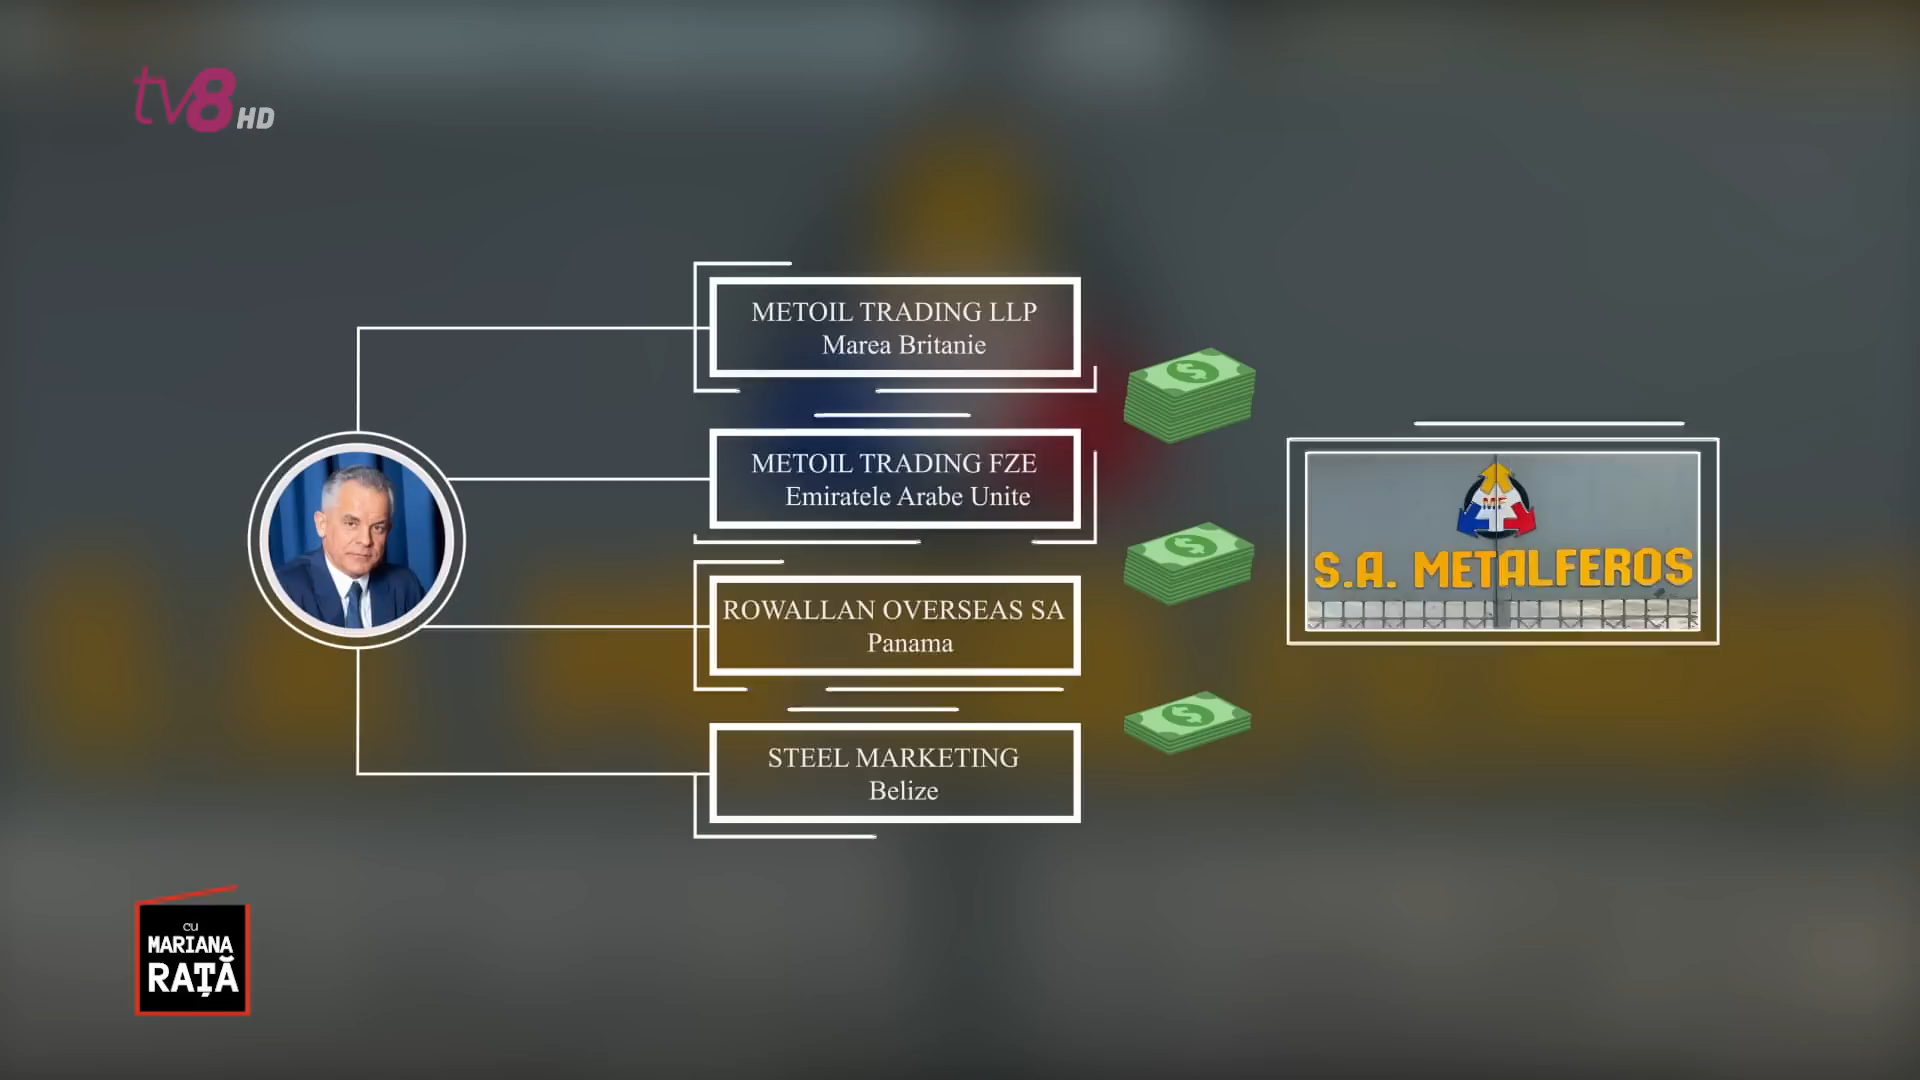 tv8 HD
METOIL TRADING LLP
Marea Britanie
METOIL TRADING FZE
Emiratele Arabe Unite
ROWALLAN OVERSEAS SA
Panama
STEEL MARKETING
Belize
MF
S.A. METALFEROS
cu
MARIANA
RAȚĂ